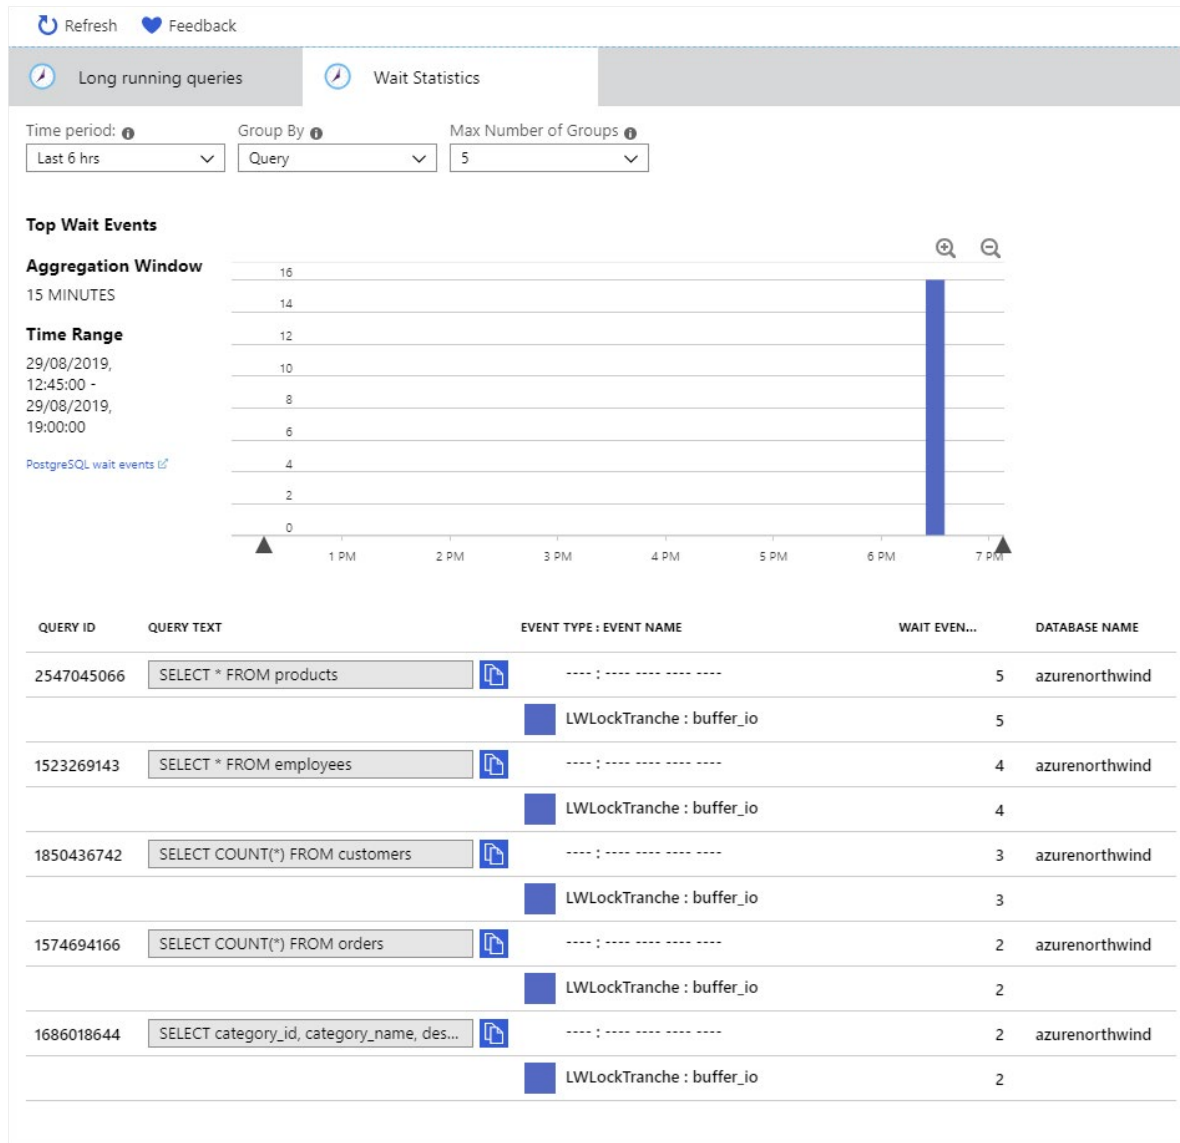 Refresh Feedback
Long running queries Wait Statistics
Time period: Group By Max Number of Groups
Last 6 hrs Query 5
Top Wait Events
Aggregation Window
15 MINUTES
Time Range
29/08/2019,
12:45:00 -
29/08/2019,
19:00:00
PostgreSQL wait events
16
14
12
10
8
6
4
2
0
1 PM 2 PM 3 PM 4 PM 5 PM 6 PM 7 PM
QUERY ID QUERY TEXT EVENT TYPE : EVENT NAME WAIT EVEN... DATABASE NAME
2547045066 SELECT * FROM products ---- : ---- ---- ---- ---- 5 azurenorthwind
LWLockTranche : buffer_io 5
1523269143 SELECT * FROM employees ---- : ---- ---- ---- ---- 4 azurenorthwind
LWLockTranche : buffer_io 4
1850436742 SELECT COUNT(*) FROM customers ---- : ---- ---- ---- ---- 3 azurenorthwind
LWLockTranche : buffer_io 3
1574694166 SELECT COUNT(*) FROM orders ---- : ---- ---- ---- ---- 2 azurenorthwind
LWLockTranche : buffer_io 2
1686018644 SELECT category_id, category_name, des... ---- : ---- ---- ---- ---- 2 azurenorthwind
LWLockTranche : buffer_io 2